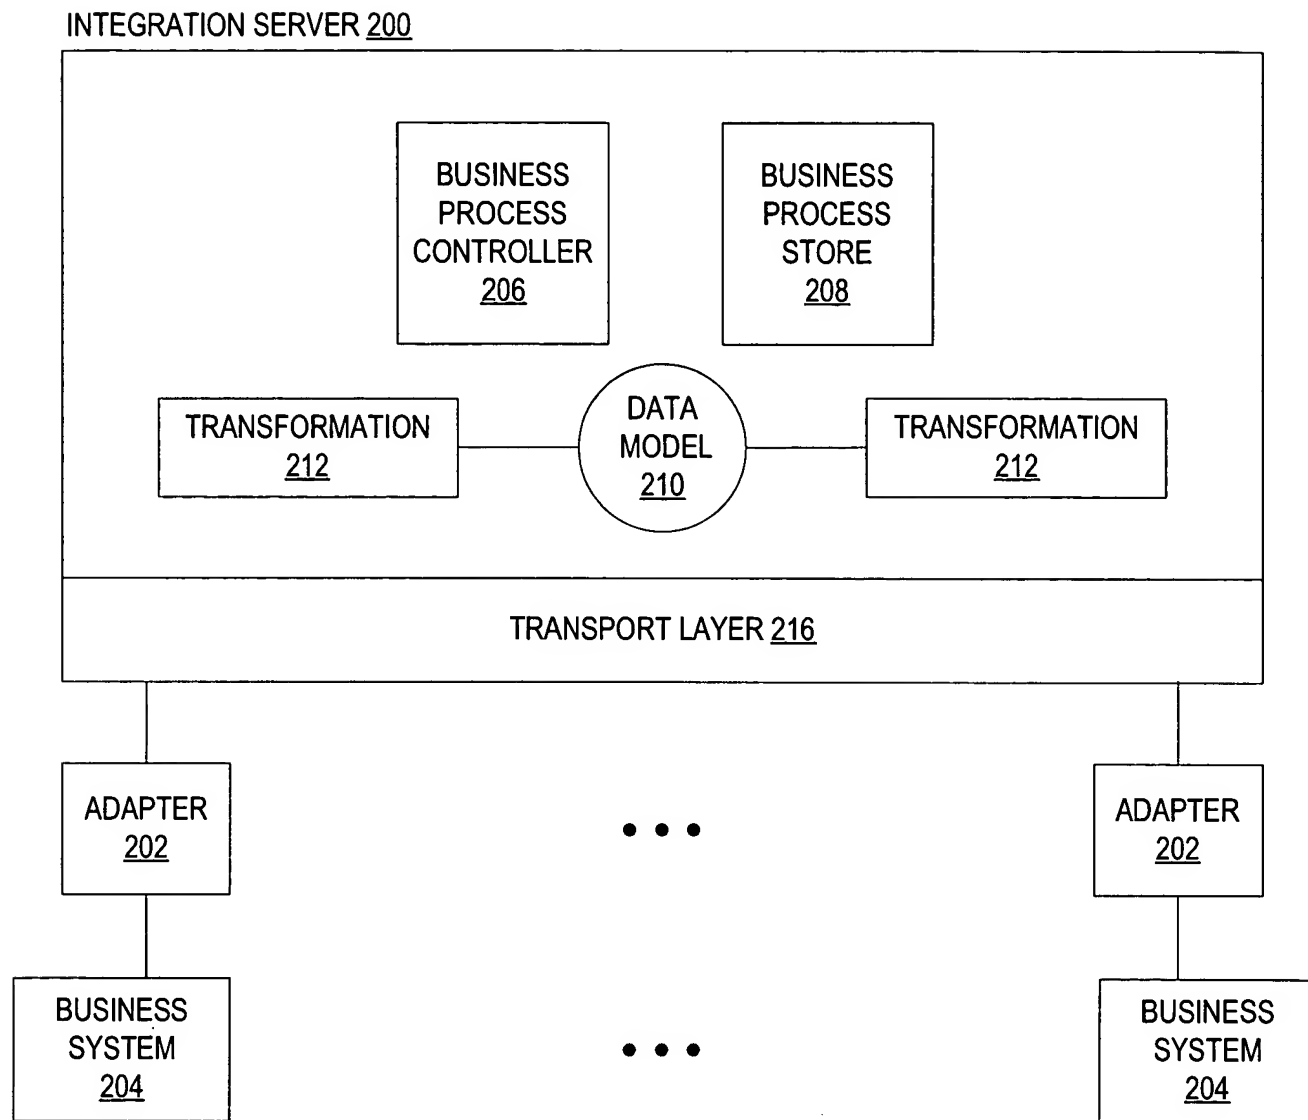 INTEGRATION SERVER 200
BUSINESS
PROCESS
CONTROLLER
206
BUSINESS
PROCESS
STORE
208
TRANSFORMATION
212
DATA
MODEL
210
TRANSFORMATION
212
TRANSPORT LAYER 216
ADAPTER
202
ADAPTER
202
BUSINESS
SYSTEM
204
BUSINESS
SYSTEM
204